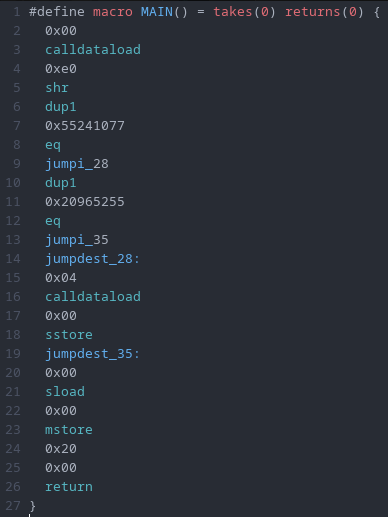 1 #define macro MAIN() = takes(0) returns(0) {
2 0x00
3 calldataload
4 0xe0
5 shr
6 dup1
7 0x55241077
8 eq
9 jumpi_28
10 dup1
11 0x20965255
12 eq
13 jumpi_35
14 jumpdest_28:
15 0x04
16 calldataload
17 0x00
18 sstore
19 jumpdest_35:
20 0x00
21 sload
22 0x00
23 mstore
24 0x20
25 0x00
26 return
27 }